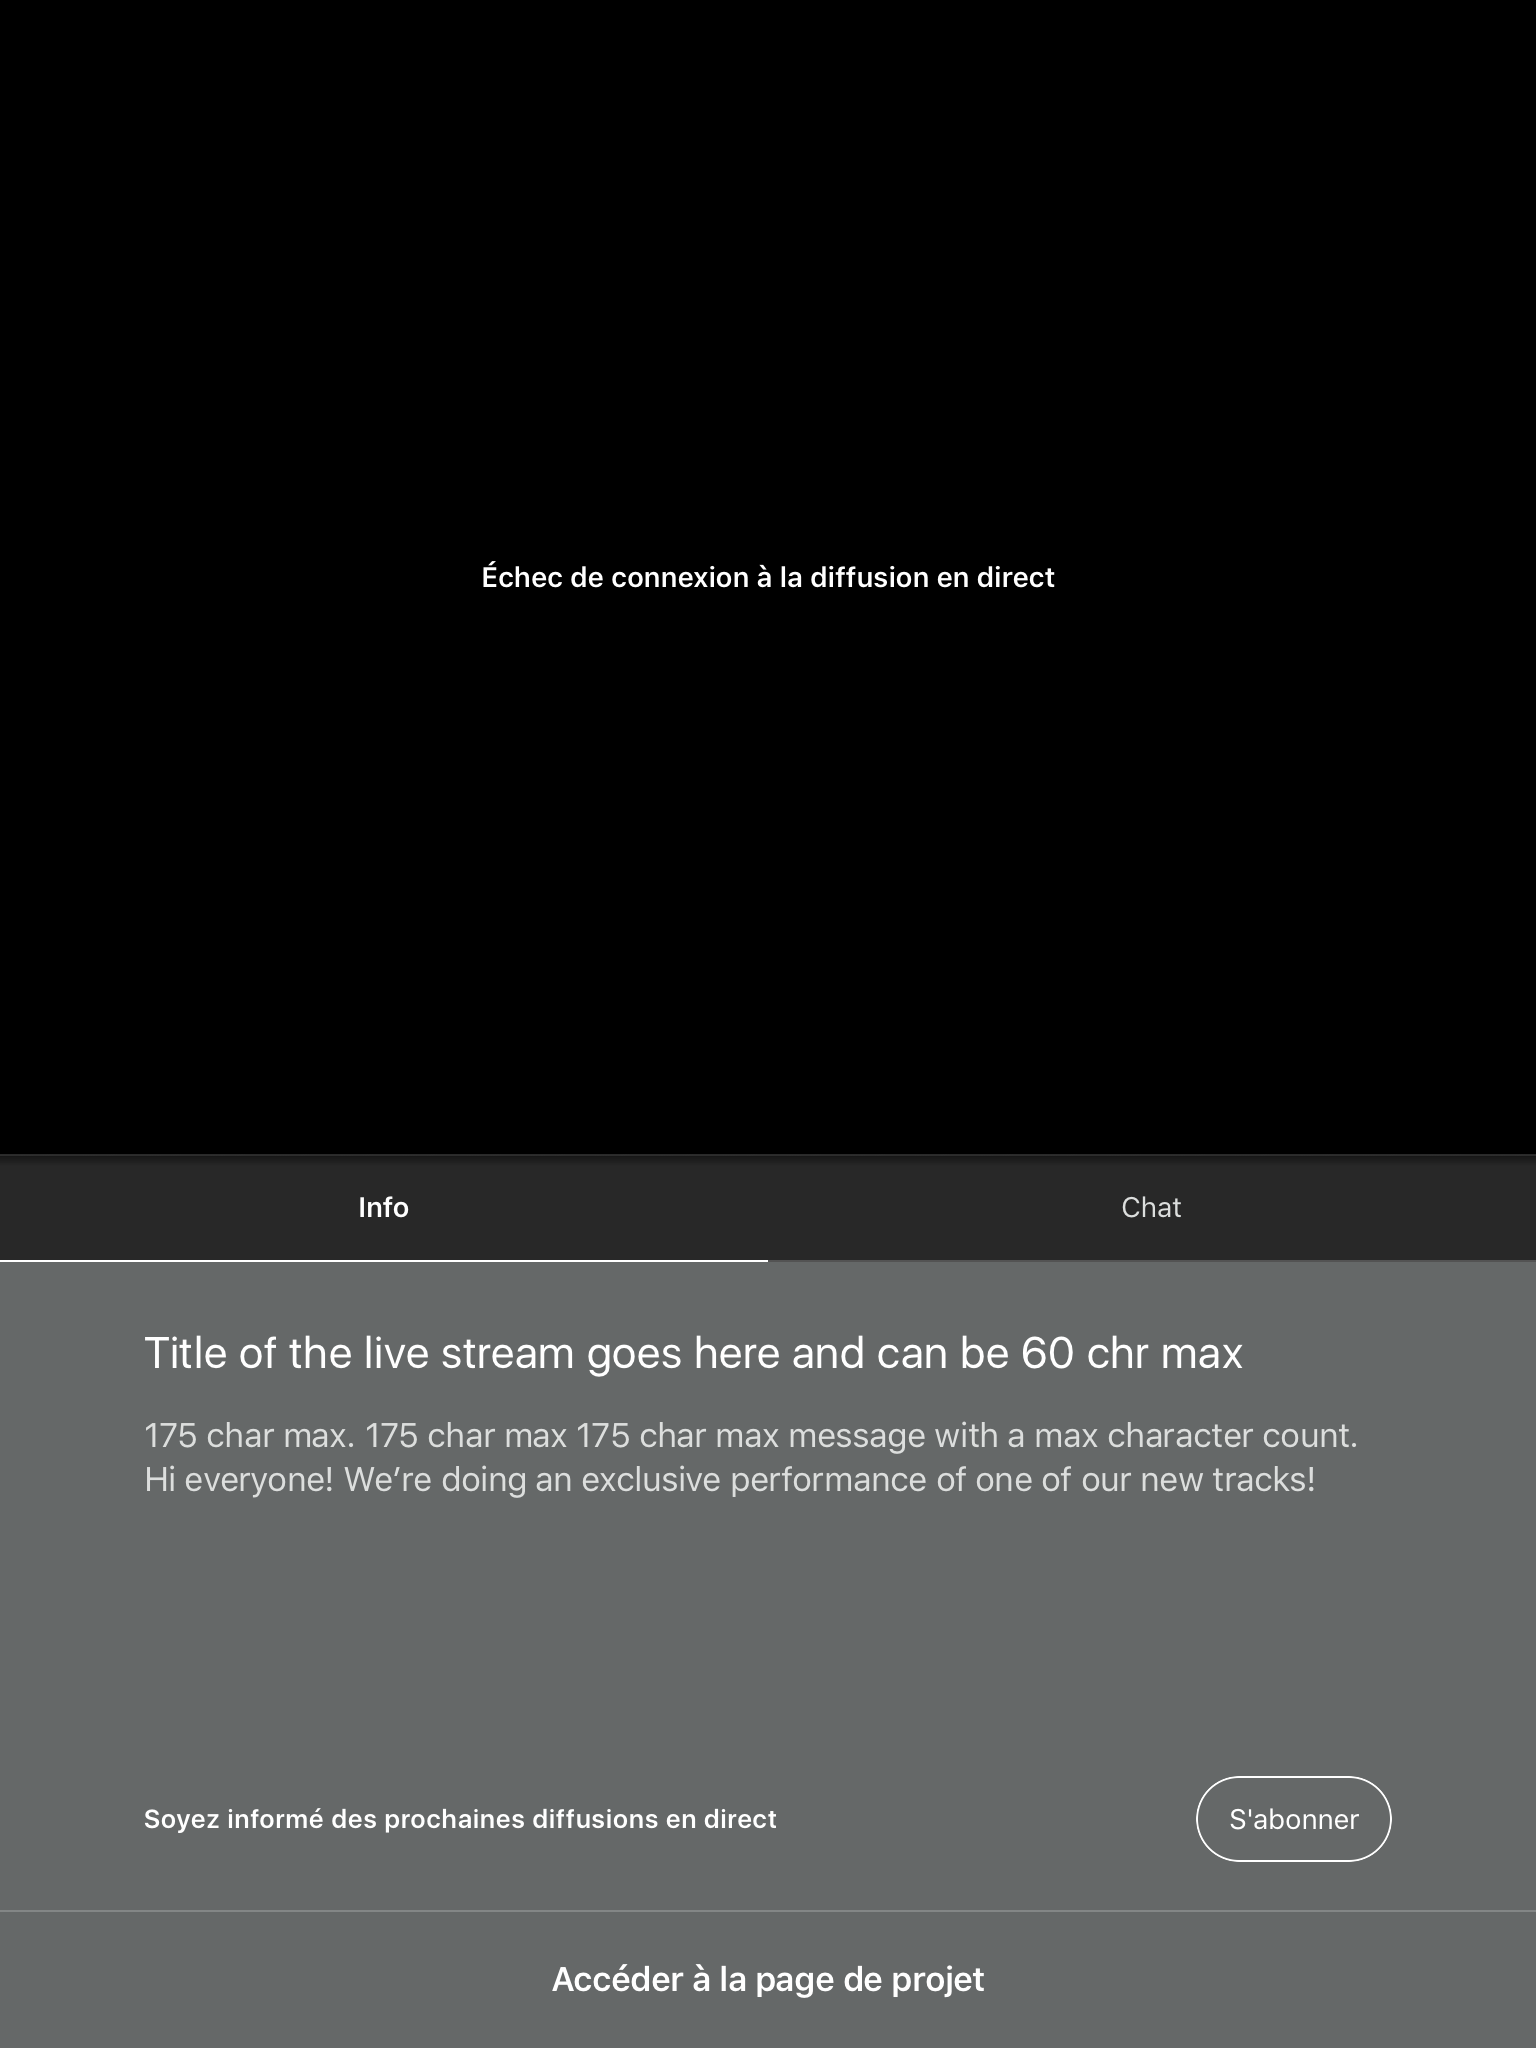 Échec de connexion à la diffusion en direct
Info
Chat
Title of the live stream goes here and can be 60 chr max
175 char max. 175 char max 175 char max message with a max character count.
Hi everyone! We’re doing an exclusive performance of one of our new tracks!
Soyez informé des prochaines diffusions en direct
S'abonner
Accéder à la page de projet